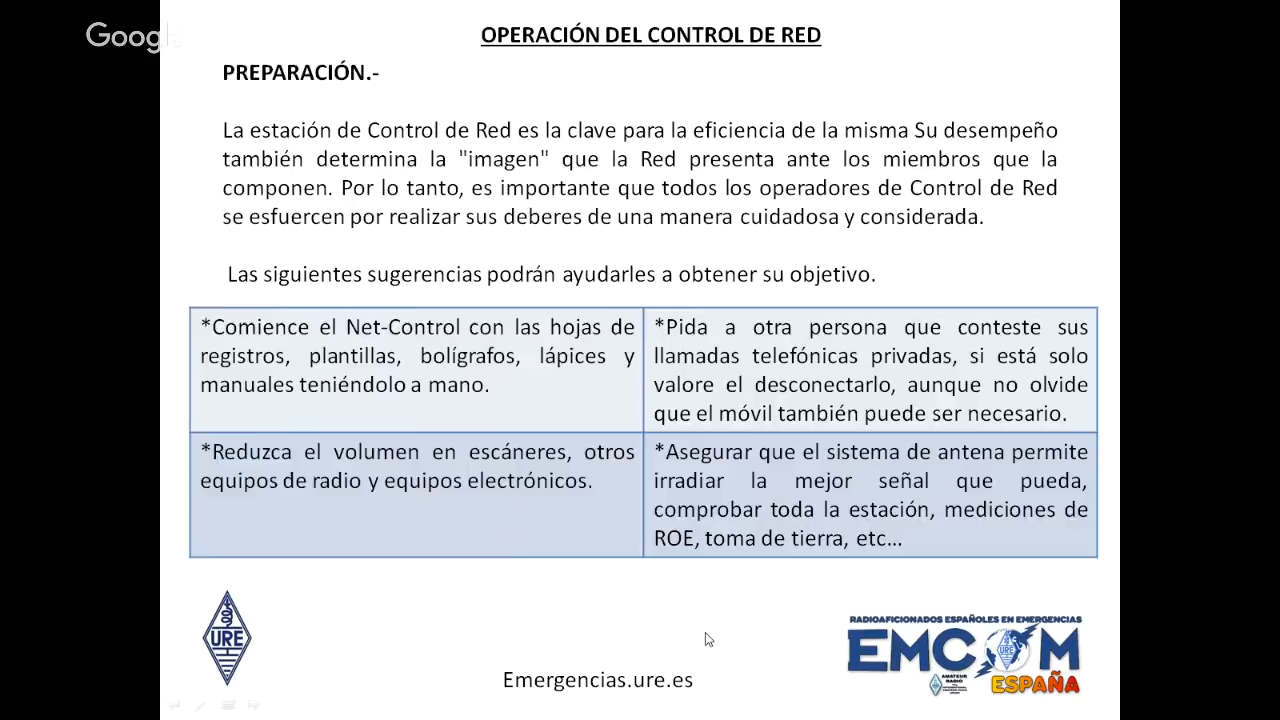 Google
OPERACIÓN DEL CONTROL DE RED
PREPARACIÓN.-
La estación de Control de Red es la clave para la eficiencia de la misma Su desempeño
también determina la "imagen" que la Red presenta ante los miembros que la
componen. Por lo tanto, es importante que todos los operadores de Control de Red
se esfuercen por realizar sus deberes de una manera cuidadosa y considerada.
Las siguientes sugerencias podrán ayudarles a obtener su objetivo.
*Comience el Net-Control con las hojas de
registros, plantillas, bolígrafos, lápices y
manuales teniéndolo a mano.
*Pida a otra persona que conteste sus
llamadas telefónicas privadas, si está solo
valore el desconectarlo, aunque no olvide
que el móvil también puede ser necesario.
*Reduzca el volumen en escáneres, otros
equipos de radio y equipos electrónicos.
*Asegurar que el sistema de antena permite
irradiar la mejor señal que pueda,
comprobar toda la estación, mediciones de
ROE, toma de tierra, etc...
URE
Emergencias.ure.es
RADIOAFICIONADOS ESPAÑOLES EN EMERGENCIAS
EMCOM
URE
AMATEUR
RADIO
ESPAÑA